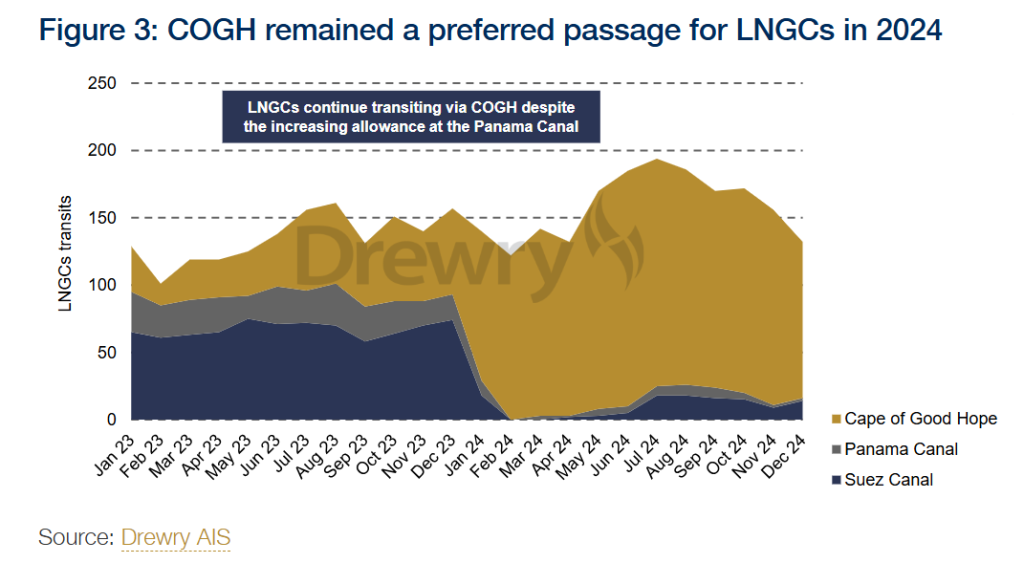 Figure 3: COGH remained a preferred passage for LNGCs in 2024
250
LNGCs continue transiting via COGH despite
the increasing allowance at the Panama Canal
200
150
100
50
0
LNGCs transits
Drewry
Jan 23
Feb 23
Mar 23
Apr 23
May 23
Jun 23
Jul 23
Aug 23
Sep 23
Oct 23
Nov 23
Dec 23
Jan 24
Feb 24
Mar 24
Apr 24
May 24
Jun 24
Jul 24
Aug 24
Sep 24
Oct 24
Nov 24
Dec 24
Cape of Good Hope
Panama Canal
Suez Canal
Source: Drewry AIS